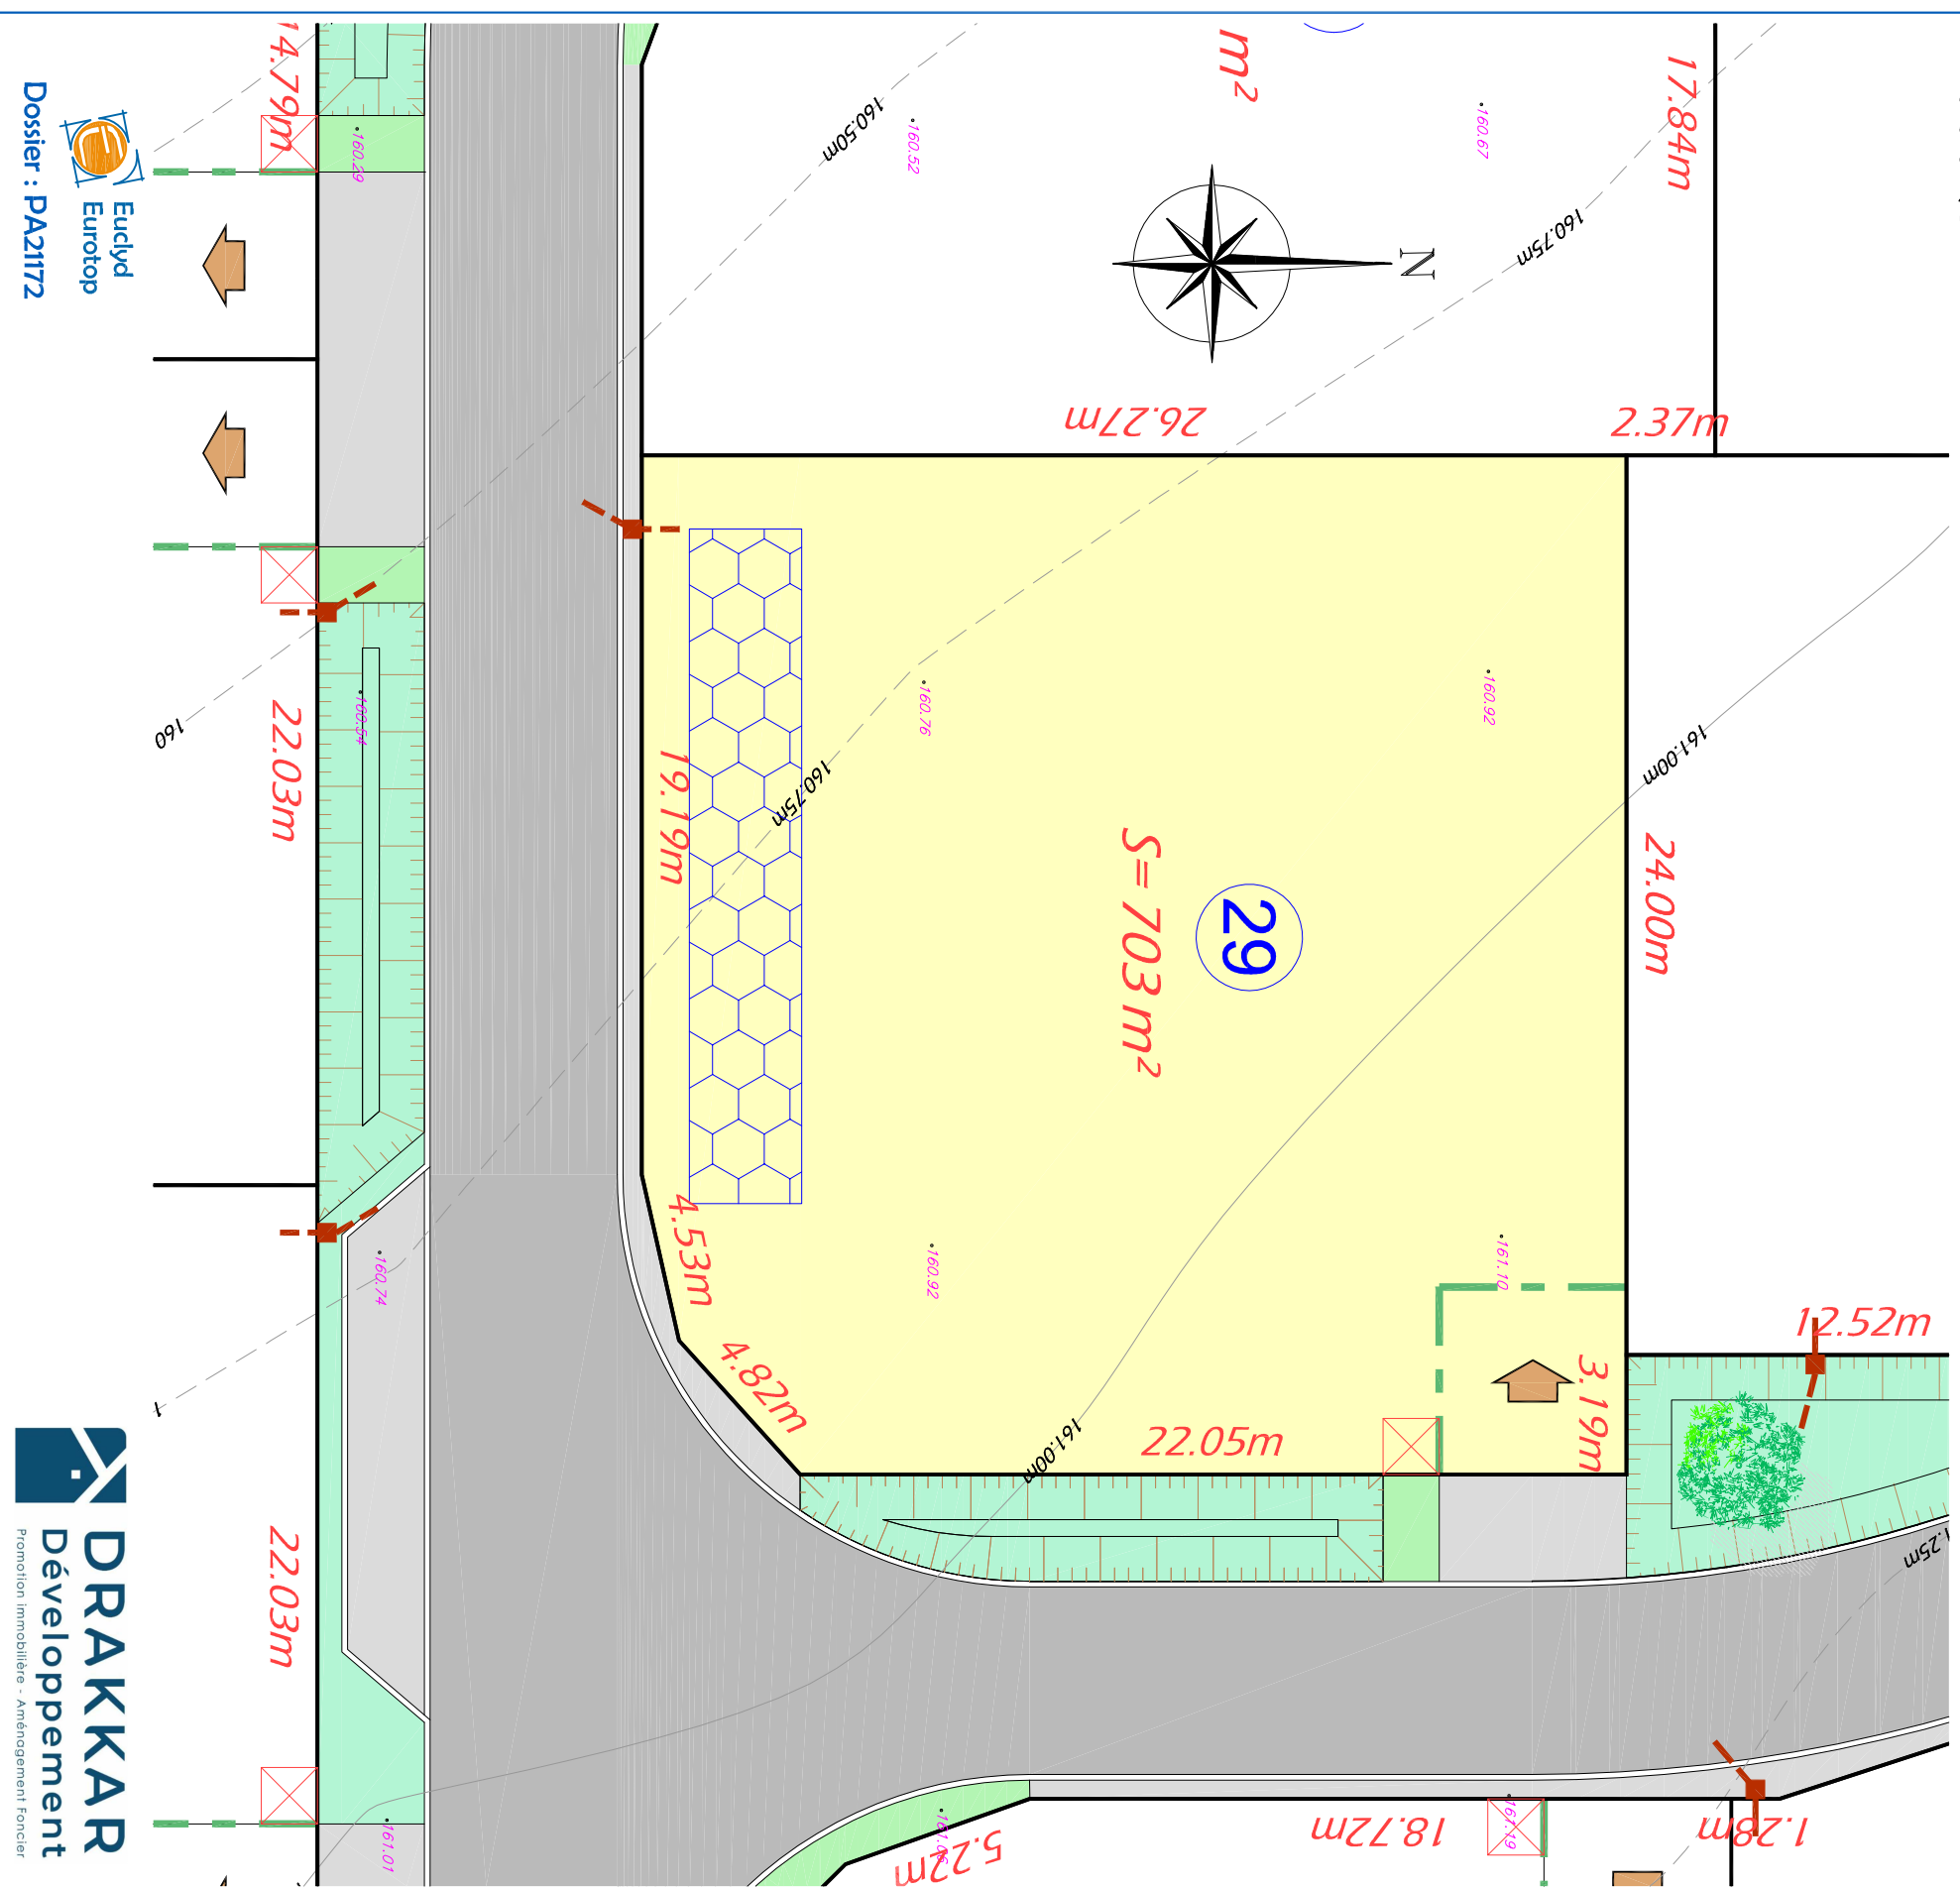 14.79m
m²
17.84m
160.29
160.50m
160.52
160.67
160.75m
N
Dossier : PA21172
Euclyd
Eurotop
26.27m
2.37m
160
22.03m
160.54
19.19m
160.75m
160.76
160.92
161.00m
S= 703 m²
29
24.00m
160.74
4.53m
160.92
161.10
4.82m
12.52m
3.19m
22.05m
161.00m
DRAKKAR
Développement
Promotion immobilière - Aménagement Foncier
22.03m
161.01
5.22m
18.72m
161.19
1.28m